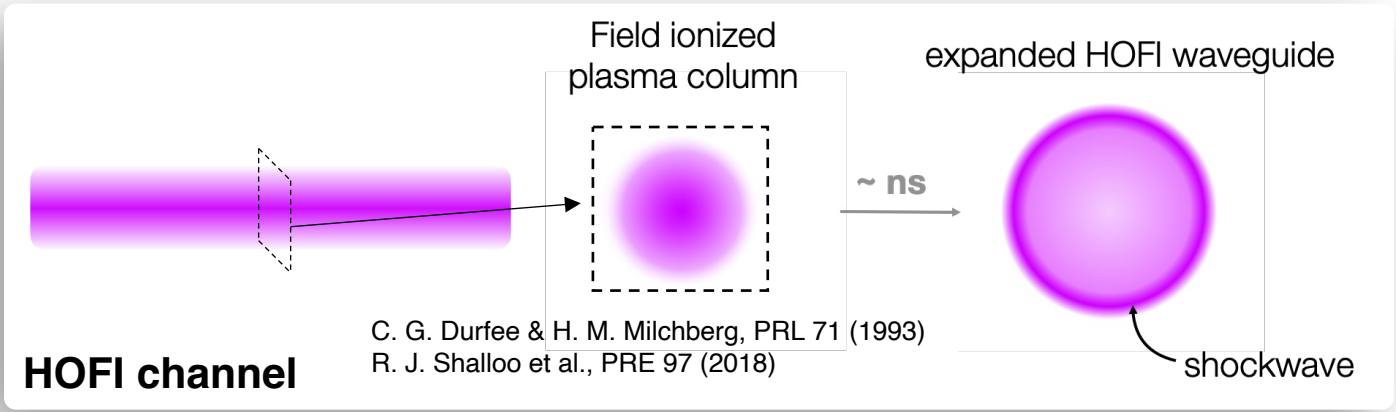 Field ionized
plasma column
expanded HOFI waveguide
~ ns
C. G. Durfee & H. M. Milchberg, PRL 71 (1993)
R. J. Shalloo et al., PRE 97 (2018)
HOFI channel
shockwave